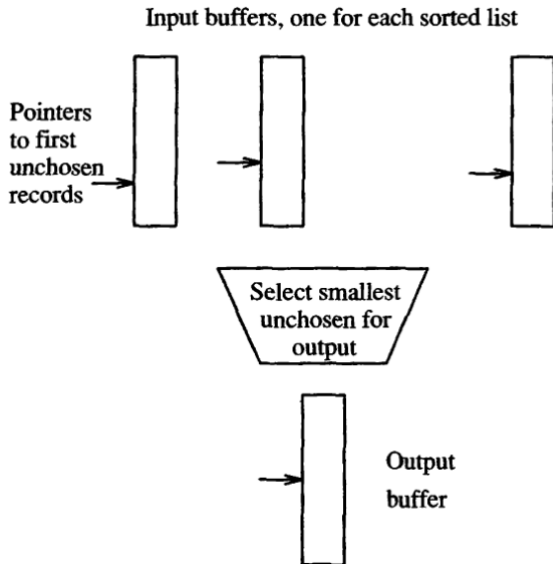 Input buffers, one for each sorted list
Pointers
to first
unchosen
records
Select smallest
unchosen for
output
Output
buffer